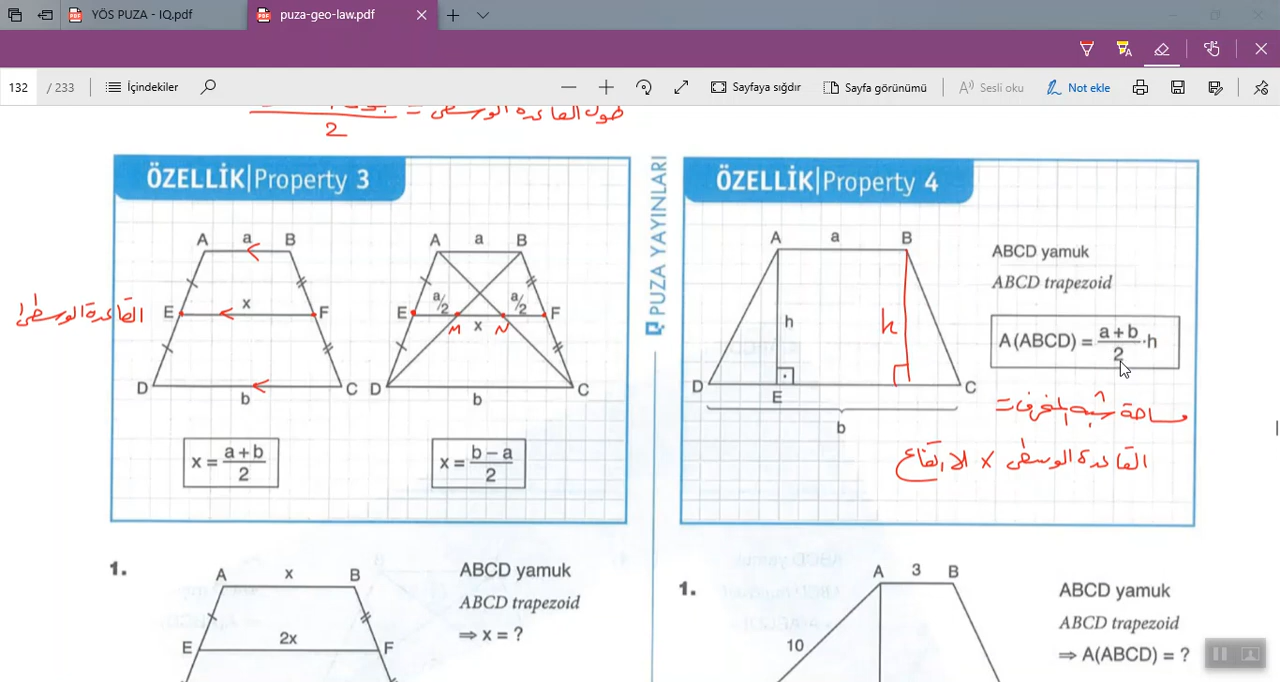 YÖS PUZA - IQ.pdf
puza-geo-law.pdf
132 / 233
İçindekiler
Sayfaya sığdır
Sayfa görünümü
Sesli oku
Not ekle
طول القاعدة الوسطى =
2
ÖZELLİK|Property 3
A a B
E x F
D b C
القاعدة الوسطى
x = a+b / 2
A a B
E a/2 a/2 F
M x N
D b C
x = b – a / 2
PUZA YAYINLARI
ÖZELLİK|Property 4
A a B
h h
D E C
b
ABCD yamuk
ABCD trapezoid
A(ABCD) = a+b / 2 ·h
مساحة شبه المنحرف =
القاعدة الوسطى x الارتفاع
1.
A x B
E 2x F
ABCD yamuk
ABCD trapezoid
⇒ x = ?
1.
A 3 B
10
ABCD yamuk
ABCD trapezoid
⇒ A(ABCD) = ?